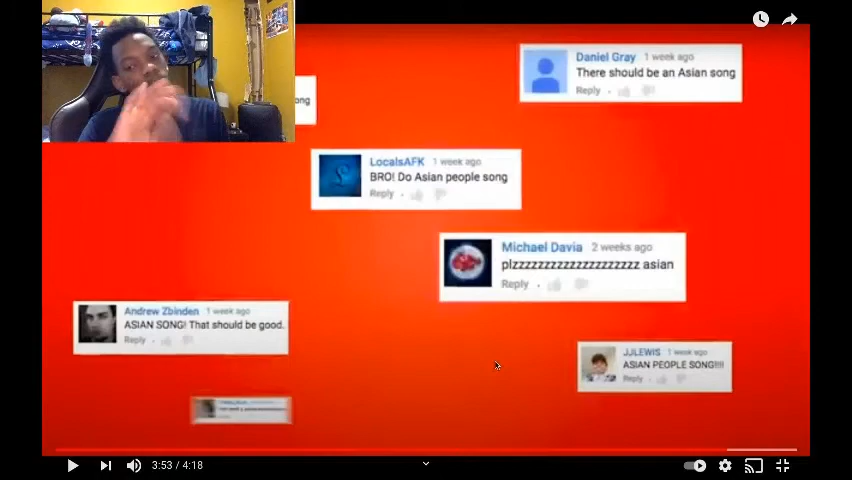 Daniel Gray 1 week ago
There should be an Asian song
Reply
ong
LocalsAFK 1 week ago
BRO! Do Asian people song
Reply
Michael Davia 2 weeks ago
plzzzzzzzzzzzzzzzzzzzzz asian
Reply
Andrew Zbinden 1 week ago
ASIAN SONG! That should be good.
Reply
JJLEWIS 1 week ago
ASIAN PEOPLE SONG!!!!
Reply
3:53 / 4:18